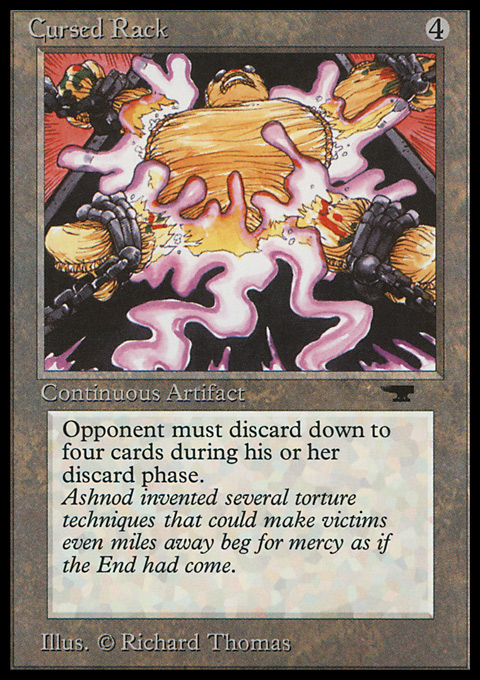 Cursed Rack 4
Continuous Artifact
Opponent must discard down to
four cards during his or her
discard phase.
Ashnod invented several torture
techniques that could make victims
even miles away beg for mercy as if
the End had come.
Illus. © Richard Thomas